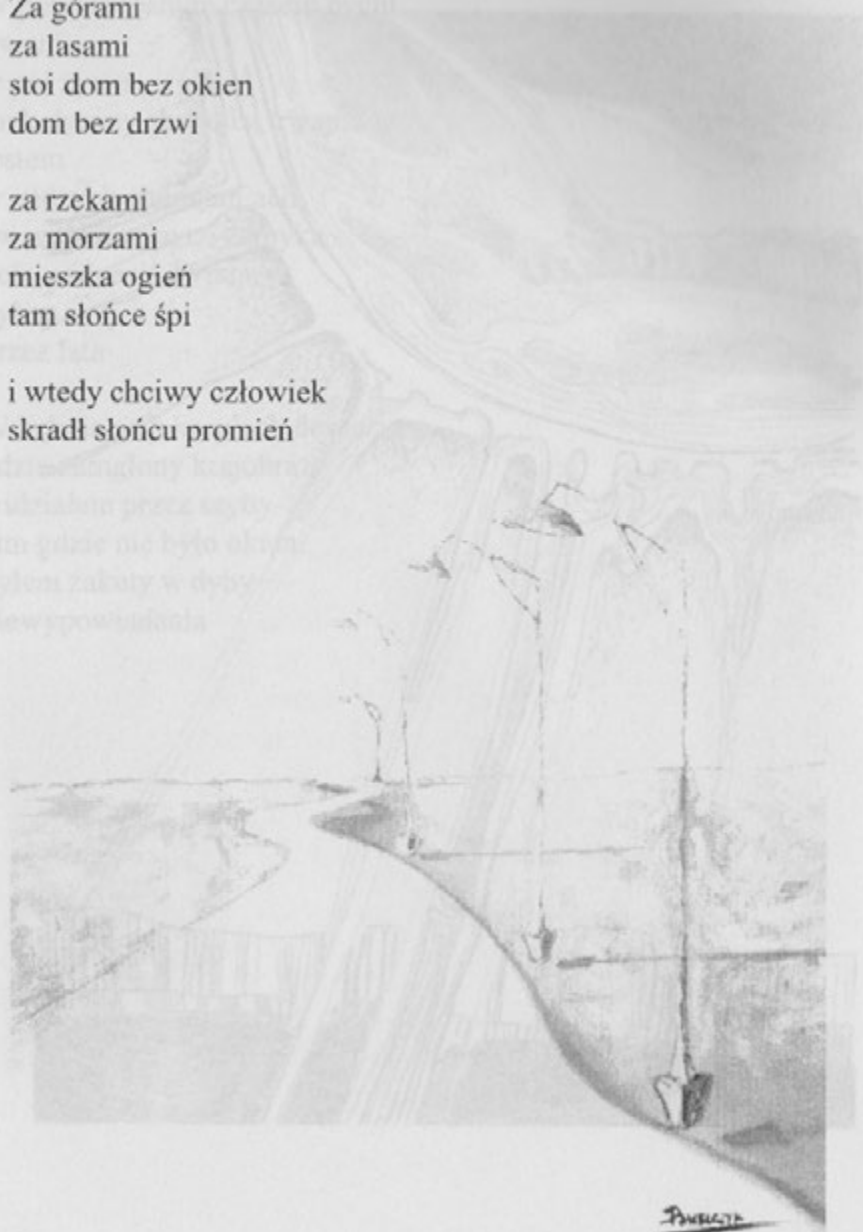 Za górami
za lasami
stoi dom bez okien
dom bez drzwi
za rzekami
za morzami
mieszka ogień
tam słońce śpi
i wtedy chciwy człowiek
skradł słońcu promień